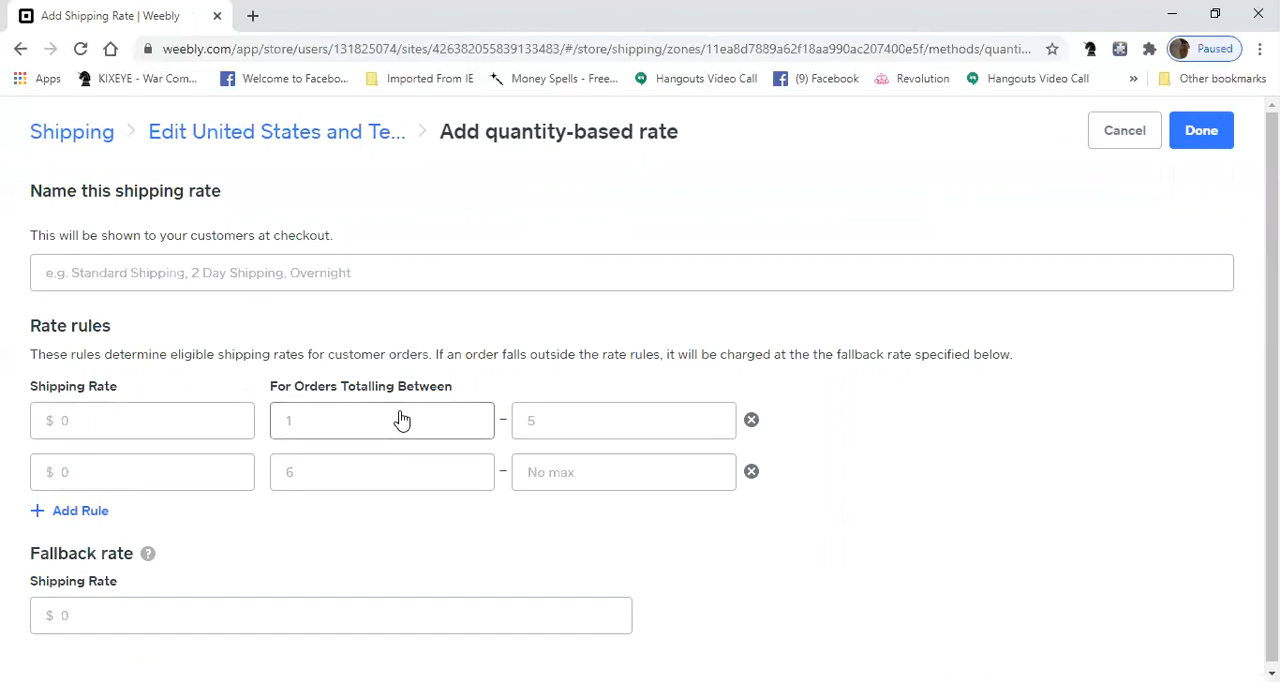 Add Shipping Rate | Weebly
weebly.com/app/store/users/131825074/sites/426382055839133483/#/store/shipping/zones/11ea8d7889a62f18aa990ac207400e5f/methods/quanti...
Paused
Apps
KIXEYE - War Com...
Welcome to Facebo...
Imported From IE
Money Spells - Free...
Hangouts Video Call
(9) Facebook
Revolution
Hangouts Video Call
»
Other bookmarks
Shipping > Edit United States and Te... > Add quantity-based rate
Cancel
Done
Name this shipping rate
This will be shown to your customers at checkout.
e.g. Standard Shipping, 2 Day Shipping, Overnight
Rate rules
These rules determine eligible shipping rates for customer orders. If an order falls outside the rate rules, it will be charged at the the fallback rate specified below.
Shipping Rate For Orders Totalling Between
$ 0 1 – 5
$ 0 6 – No max
+ Add Rule
Fallback rate ?
Shipping Rate
$ 0